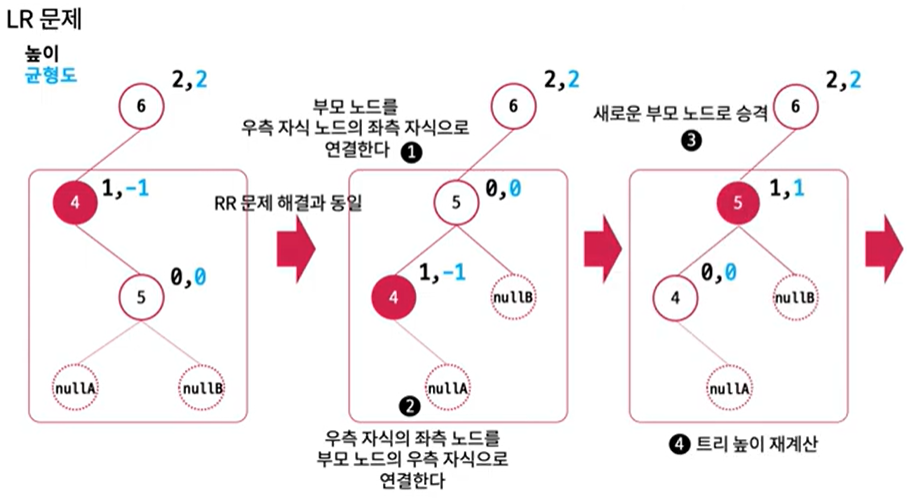 LR 문제
높이
균형도
2,2
6
1,-1
4
0,0
5
nullA
nullB
RR 문제 해결과 동일
부모 노드를
우측 자식 노드의 좌측 자식으로
연결한다 ❶
2,2
6
0,0
5
1,-1
4
nullB
nullA
❷
우측 자식의 좌측 노드를
부모 노드의 우측 자식으로
연결한다
새로운 부모 노드로 승격
❸
2,2
6
1,1
5
0,0
4
nullB
nullA
❹ 트리 높이 재계산